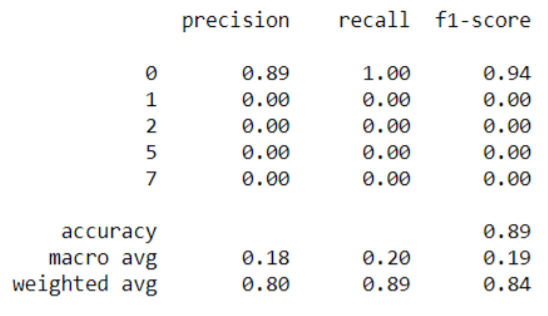 precision recall f1-score
0 0.89 1.00 0.94
1 0.00 0.00 0.00
2 0.00 0.00 0.00
5 0.00 0.00 0.00
7 0.00 0.00 0.00
accuracy 0.89
macro avg 0.18 0.20 0.19
weighted avg 0.80 0.89 0.84